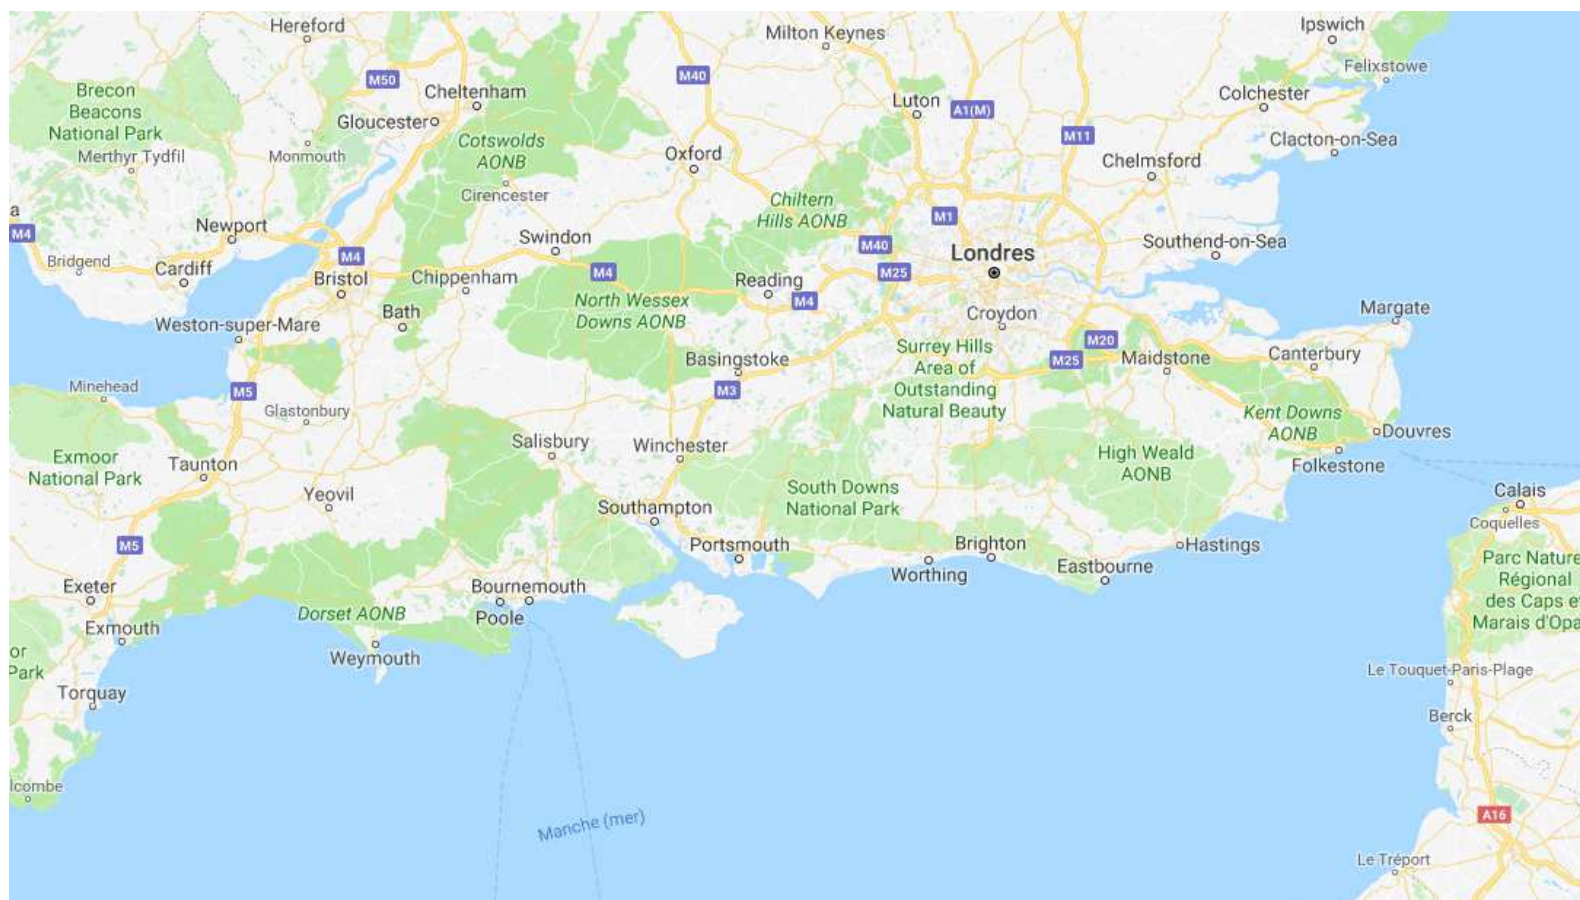 Hereford
Milton Keynes
Ipswich
Felixstowe
M50
M40
Brecon
Beacons
National Park
Cheltenham
Luton
A1(M)
Colchester
Gloucester
M11
Clacton-on-Sea
Cotswolds
AONB
Merthyr Tydfil
Monmouth
Oxford
Chelmsford
Cirencester
Chiltern
Hills AONB
a
M4
Newport
M1
Swindon
M40
Londres
Southend-on-Sea
Bridgend
Cardiff
M4
Bristol
Chippenham
M4
Reading
M25
M4
North Wessex
Downs AONB
Bath
Croydon
Margate
Weston-super-Mare
M20
Surrey Hills
Area of
Outstanding
Natural Beauty
M25
Maidstone
Canterbury
Basingstoke
M3
Minehead
M5
Glastonbury
Kent Downs
AONB
Douvres
Salisbury
Winchester
High Weald
AONB
Folkestone
Exmoor
National Park
Taunton
Yeovil
South Downs
National Park
Calais
Coquelles
Southampton
M5
Portsmouth
Brighton
Hastings
Worthing
Eastbourne
Parc Nature
Régional
des Caps e
Marais d'Opa
Exeter
Bournemouth
Poole
Dorset AONB
Exmouth
Weymouth
or
Park
Torquay
Le Touquet-Paris-Plage
Berck
lcombe
Manche (mer)
A16
Le Tréport